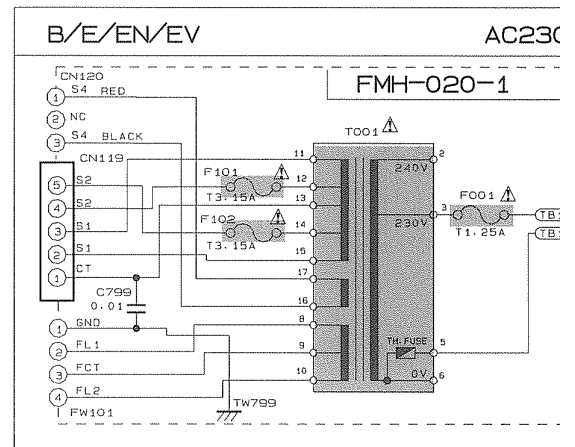 B/E/EN/EV
AC230
FMH-020-1
CN120
1 S4 RED
2 NC
3 S4 BLACK
CN119
5 S2
4 S2
3 S1
2 S1
1 CT
C799
0.01
1 GND
2 FL1
3 FCT
4 FL2
FW101
TW799
F101
T3.15A
F102
T3.15A
T001
11
12
13
14
15
17
16
8
9
10
240V
2
230V
3
F001
T1.25A
TB1
TB1
TH.FUSE
5
0V
6